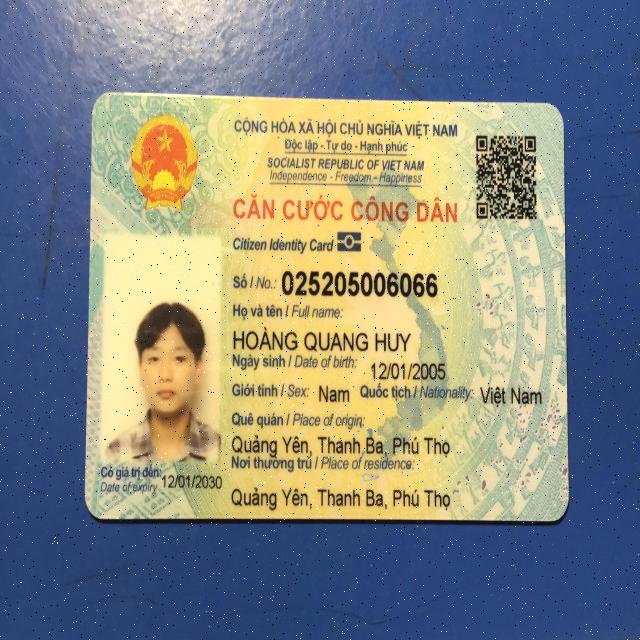 CỘNG HÒA XÃ HỘI CHỦ NGHĨA VIỆT NAM
Độc lập - Tự do - Hạnh phúc
SOCIALIST REPUBLIC OF VIET NAM
Independence - Freedom - Happiness
CĂN CƯỚC CÔNG DÂN
Citizen Identity Card
Số / No.: 025205006066
Họ và tên / Full name:
HOÀNG QUANG HUY
Ngày sinh / Date of birth: 12/01/2005
Giới tính / Sex: Nam Quốc tịch / Nationality: Việt Nam
Quê quán / Place of origin:
Quảng Yên, Thanh Ba, Phú Thọ
Nơi thường trú / Place of residence:
Quảng Yên, Thanh Ba, Phú Thọ
Có giá trị đến: 12/01/2030
Date of expiry